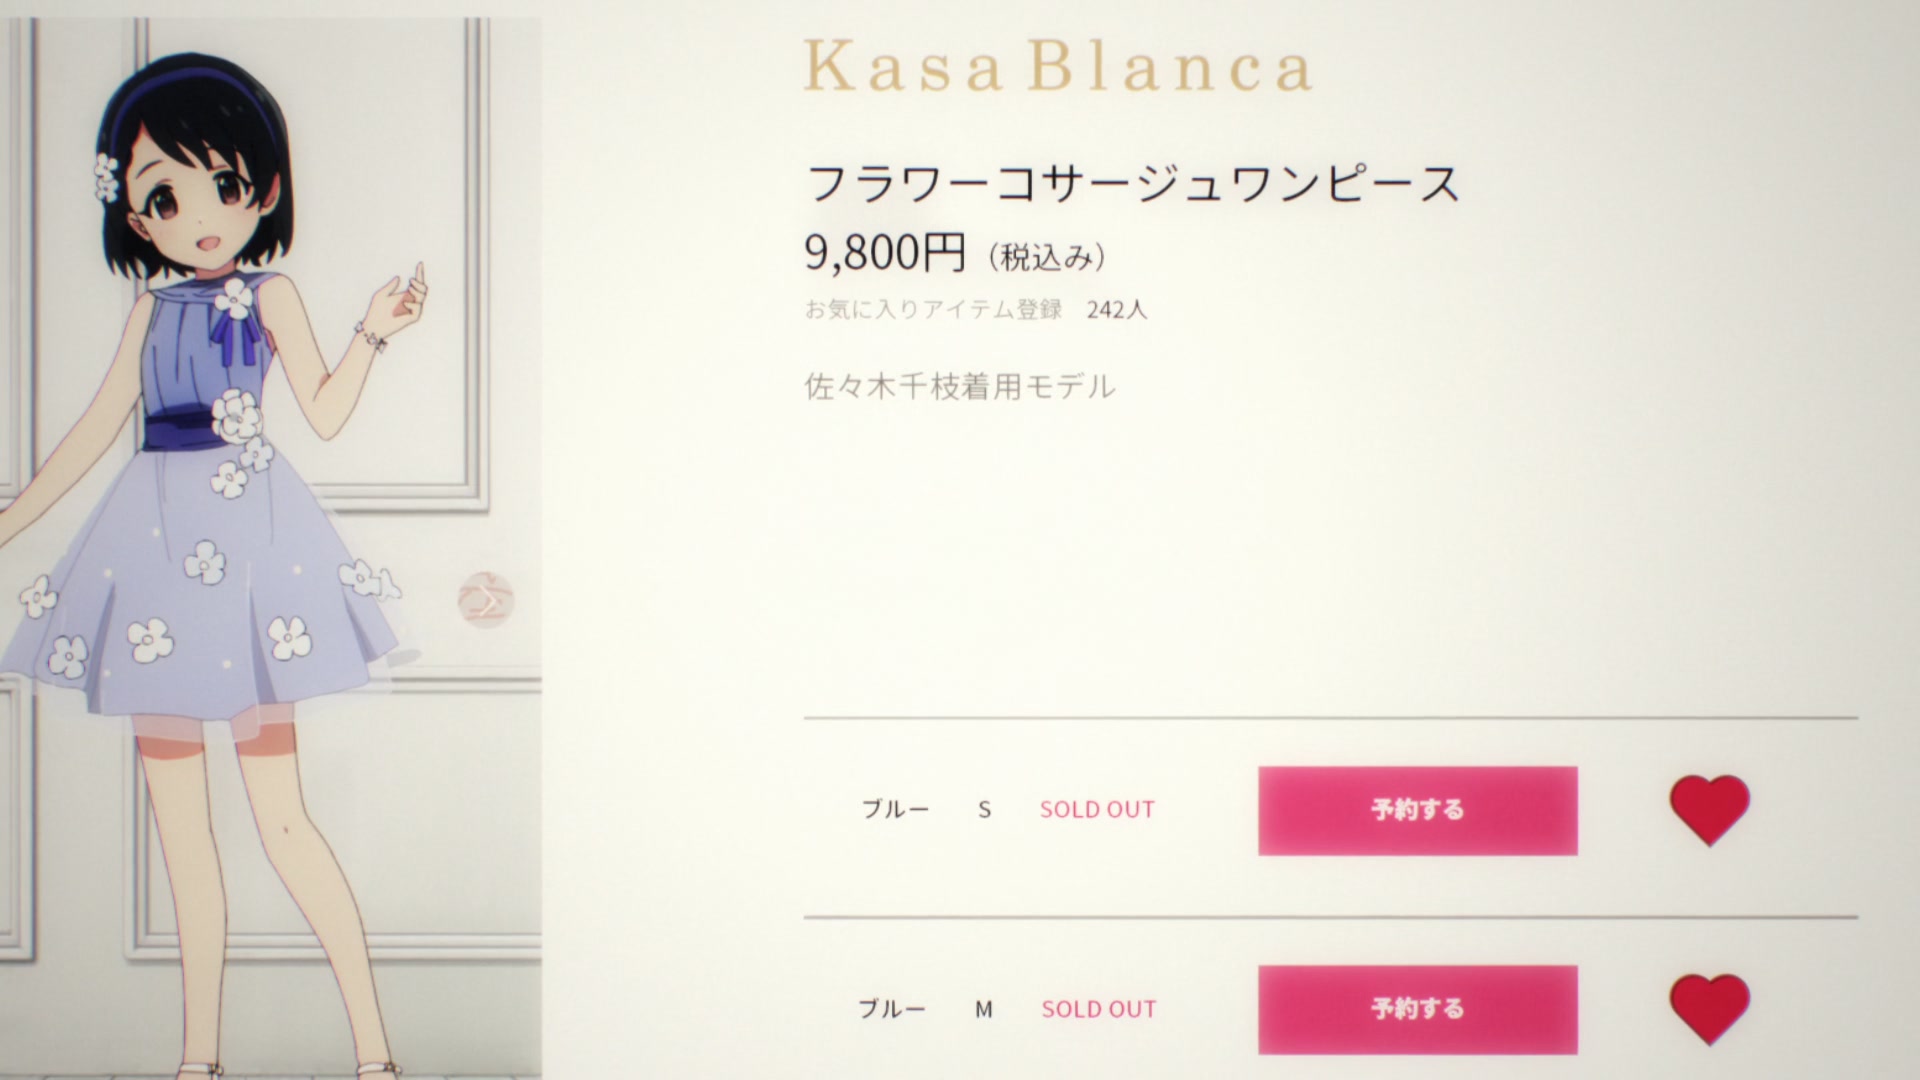 Kasa Blanca
フラワーコサージュワンピース
9,800円（税込み）
お気に入りアイテム登録 242人
佐々木千枝着用モデル
ブルー S SOLD OUT 予約する
ブルー M SOLD OUT 予約する